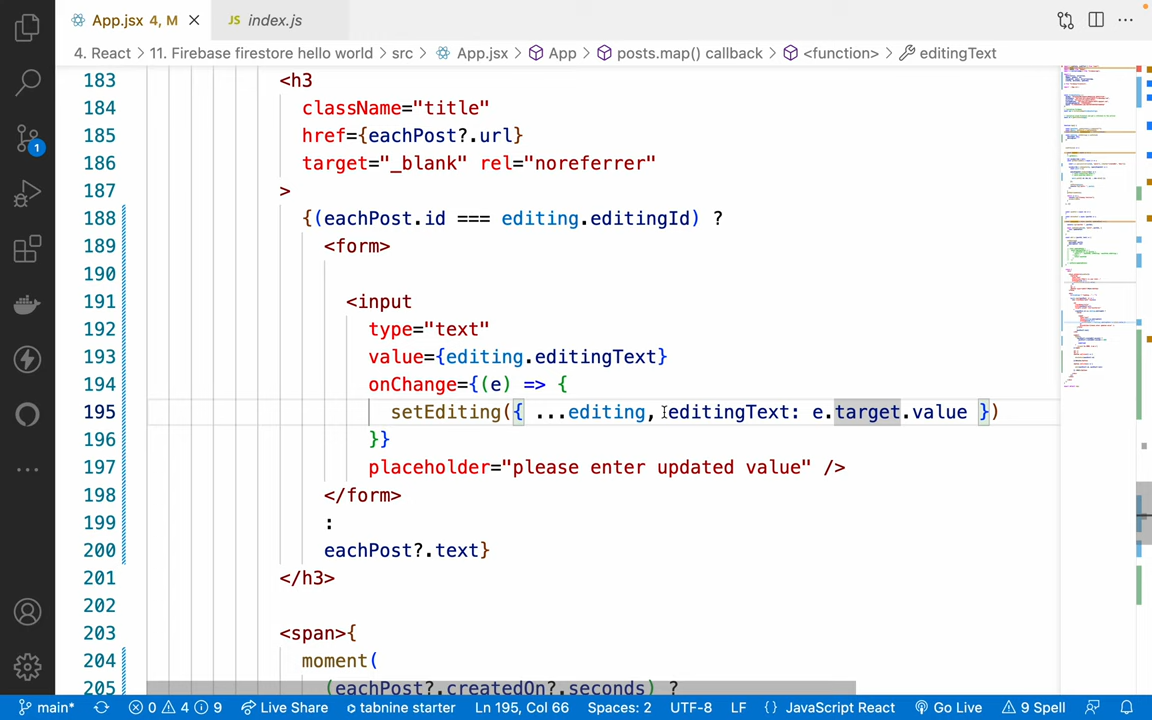 App.jsx 4, M
JS index.js
4. React > 11. Firebase firestore hello world > src > App.jsx > App > posts.map() callback > <function> > editingText
183 <h3
184 className="title"
185 href={eachPost?.url}
186 target="_blank" rel="noreferrer"
187 >
188 {(eachPost.id === editing.editingId) ?
189 <form>
190
191 <input
192 type="text"
193 value={editing.editingText}
194 onChange={(e) => {
195 setEditing({ ...editing, editingText: e.target.value })
196 }}
197 placeholder="please enter updated value" />
198 </form>
199 :
200 eachPost?.text}
201 </h3>
202
203 <span>{
204 moment(
205 (eachPost?.createdOn?.seconds) ?
1
main* 0 4 9 Live Share tabnine starter Ln 195, Col 66 Spaces: 2 UTF-8 LF {} JavaScript React Go Live 9 Spell